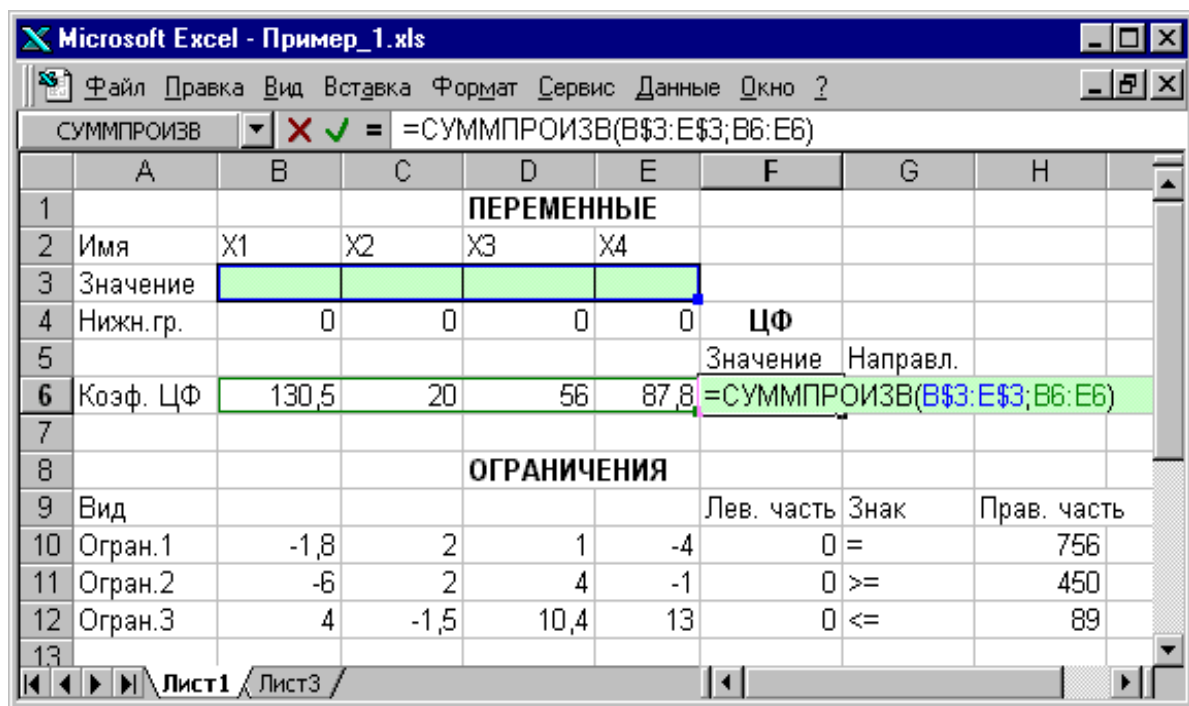 Microsoft Excel - Пример_1.xls
Файл Правка Вид Вставка Формат Сервис Данные Окно ?
СУММПРОИЗВ = =СУММПРОИЗВ(B$3:E$3;B6:E6)
A B C D E F G H
1 ПЕРЕМЕННЫЕ
2 Имя X1 X2 X3 X4
3 Значение
4 Нижн.гр. 0 0 0 0 ЦФ
5 Значение Направл.
6 Коэф. ЦФ 130,5 20 56 87,8 =СУММПРОИЗВ(B$3:E$3;B6:E6)
7
8 ОГРАНИЧЕНИЯ
9 Вид Лев. часть Знак Прав. часть
10 Огран.1 -1,8 2 1 -4 0 = 756
11 Огран.2 -6 2 4 -1 0 >= 450
12 Огран.3 4 -1,5 10,4 13 0 <= 89
13
Лист1 Лист3